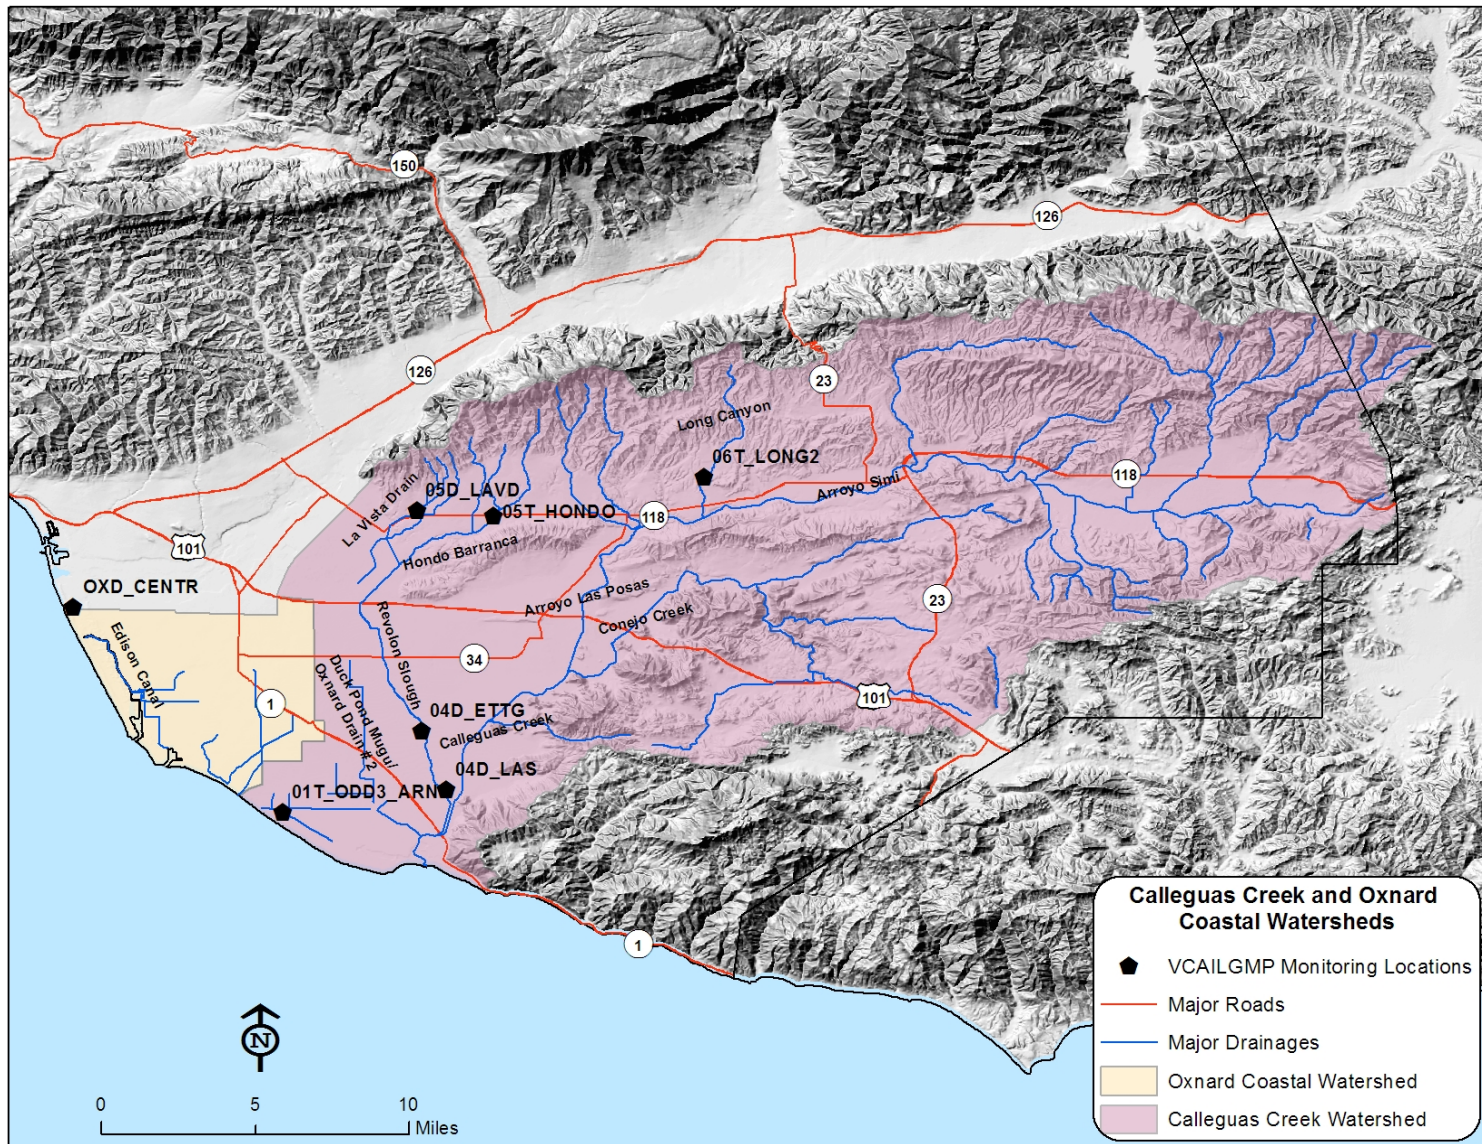 150
126
126
23
Long Canyon
06T_LONG2
118
La Vista Drain
05D_LAVD
Arroyo Simi
05T_HONDO
118
101
Hondo Barranca
OXD_CENTR
Arroyo Las Posas
23
Conejo Creek
Revolon Slough
Edison Canal
34
Duck Pond Mugu/
Oxnard Drain #2
1
101
04D_ETTG
Calleguas Creek
04D_LAS
01T_ODD3_ARN
1
N
0 5 10
Miles
Calleguas Creek and Oxnard
Coastal Watersheds
VCAILGMP Monitoring Locations
Major Roads
Major Drainages
Oxnard Coastal Watershed
Calleguas Creek Watershed